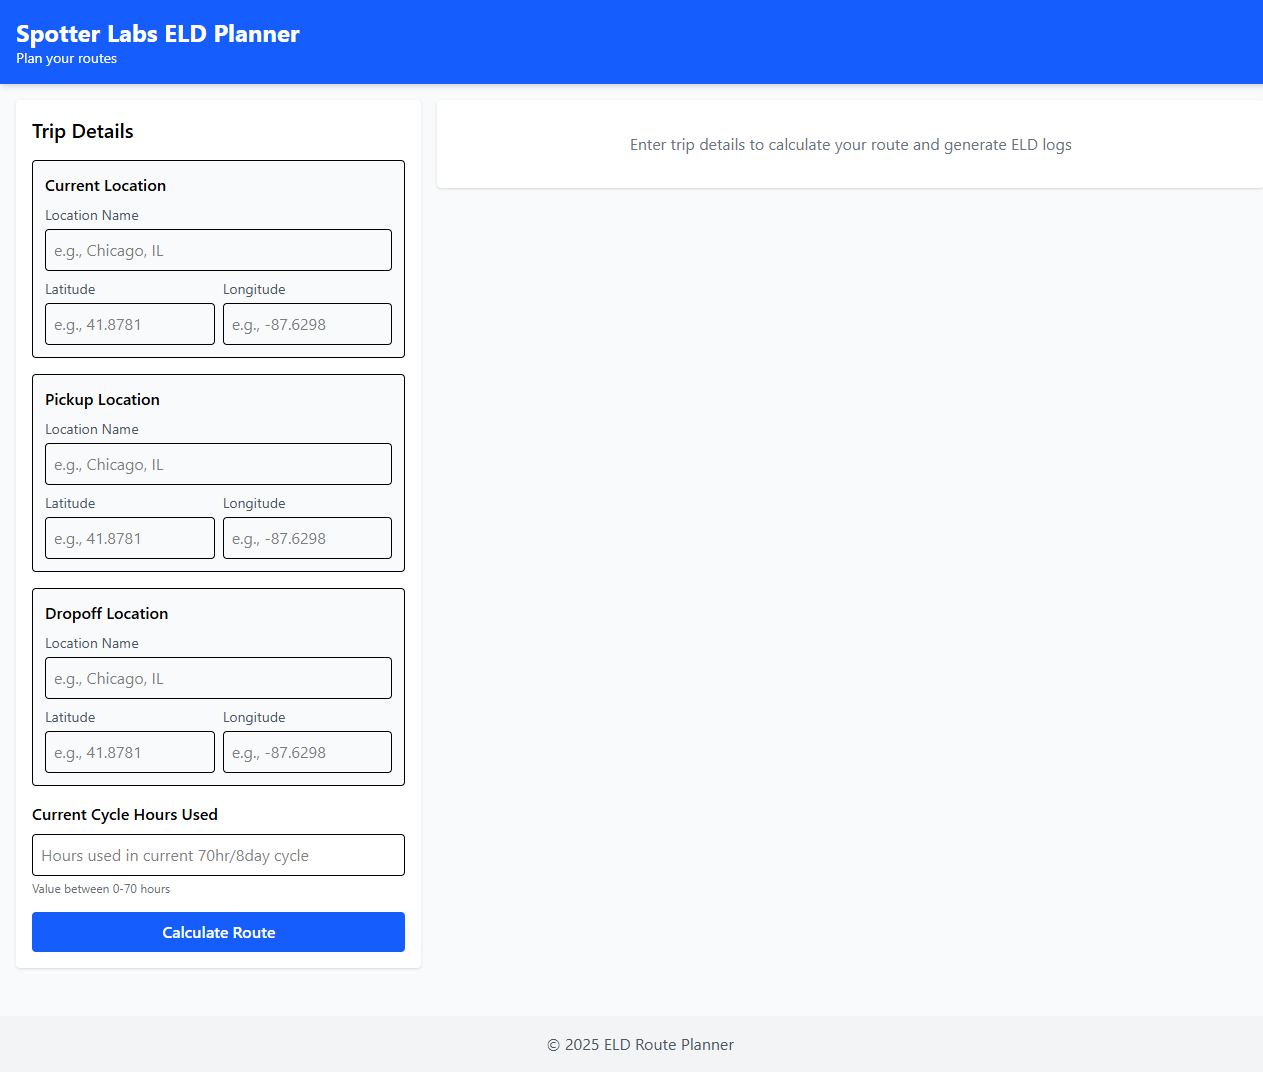 Spotter Labs ELD Planner
Plan your routes
Trip Details
Current Location
Location Name
e.g., Chicago, IL
Latitude Longitude
e.g., 41.8781 e.g., -87.6298
Pickup Location
Location Name
e.g., Chicago, IL
Latitude Longitude
e.g., 41.8781 e.g., -87.6298
Dropoff Location
Location Name
e.g., Chicago, IL
Latitude Longitude
e.g., 41.8781 e.g., -87.6298
Current Cycle Hours Used
Hours used in current 70hr/8day cycle
Value between 0-70 hours
Calculate Route
Enter trip details to calculate your route and generate ELD logs
© 2025 ELD Route Planner